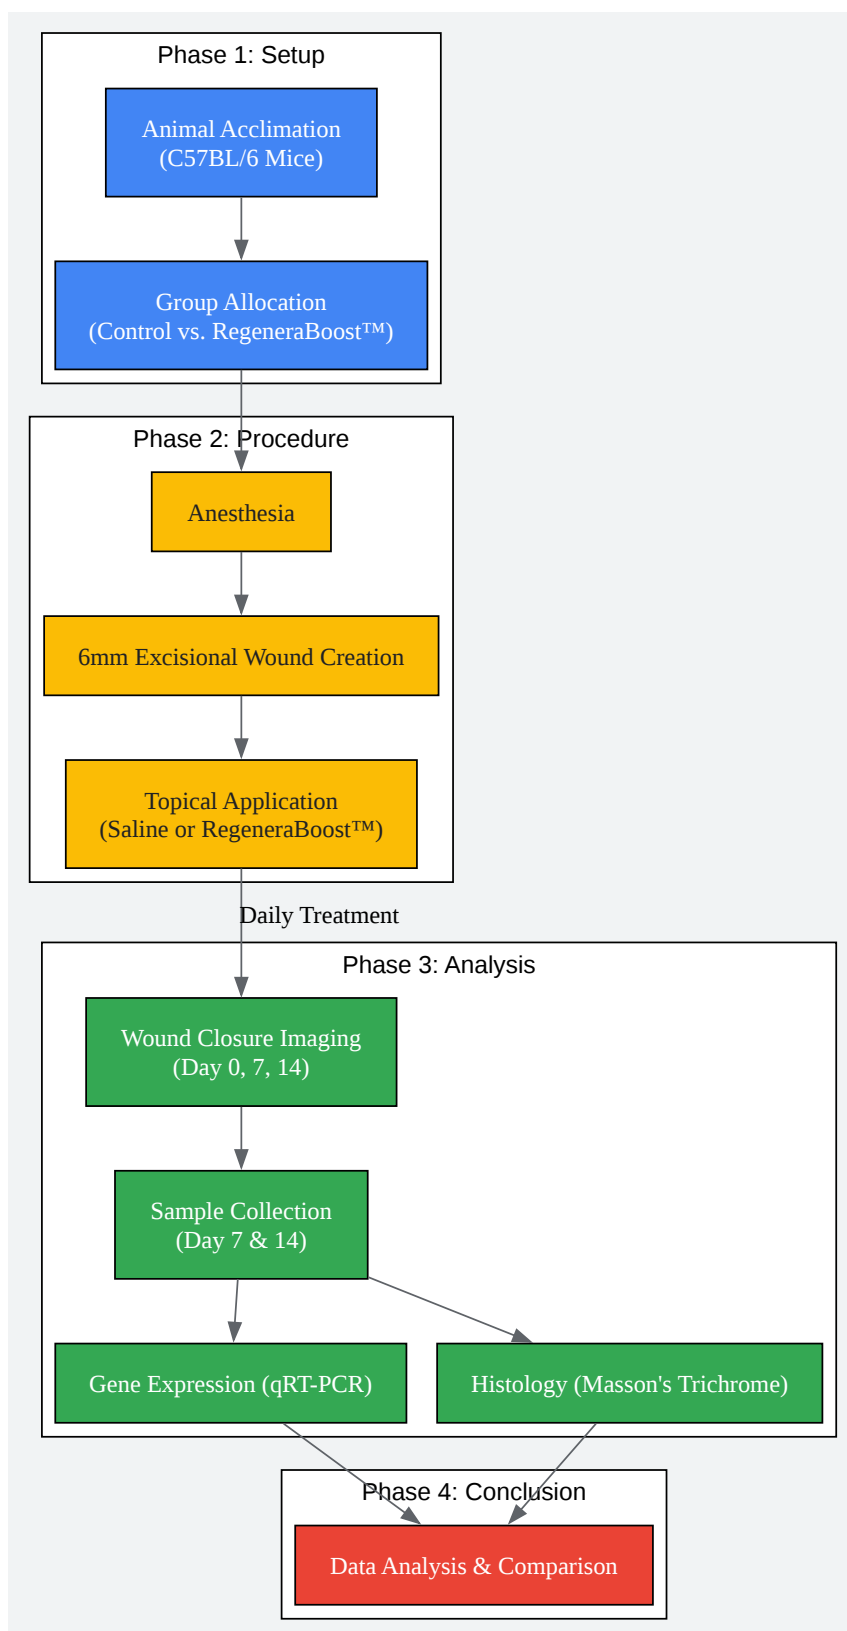 Phase 1: Setup
Animal Acclimation
(C57BL/6 Mice)
Group Allocation
(Control vs. RegeneraBoost™)
Phase 2: Procedure
Anesthesia
6mm Excisional Wound Creation
Topical Application
(Saline or RegeneraBoost™)
Daily Treatment
Phase 3: Analysis
Wound Closure Imaging
(Day 0, 7, 14)
Sample Collection
(Day 7 & 14)
Gene Expression (qRT-PCR)
Histology (Masson's Trichrome)
Phase 4: Conclusion
Data Analysis & Comparison